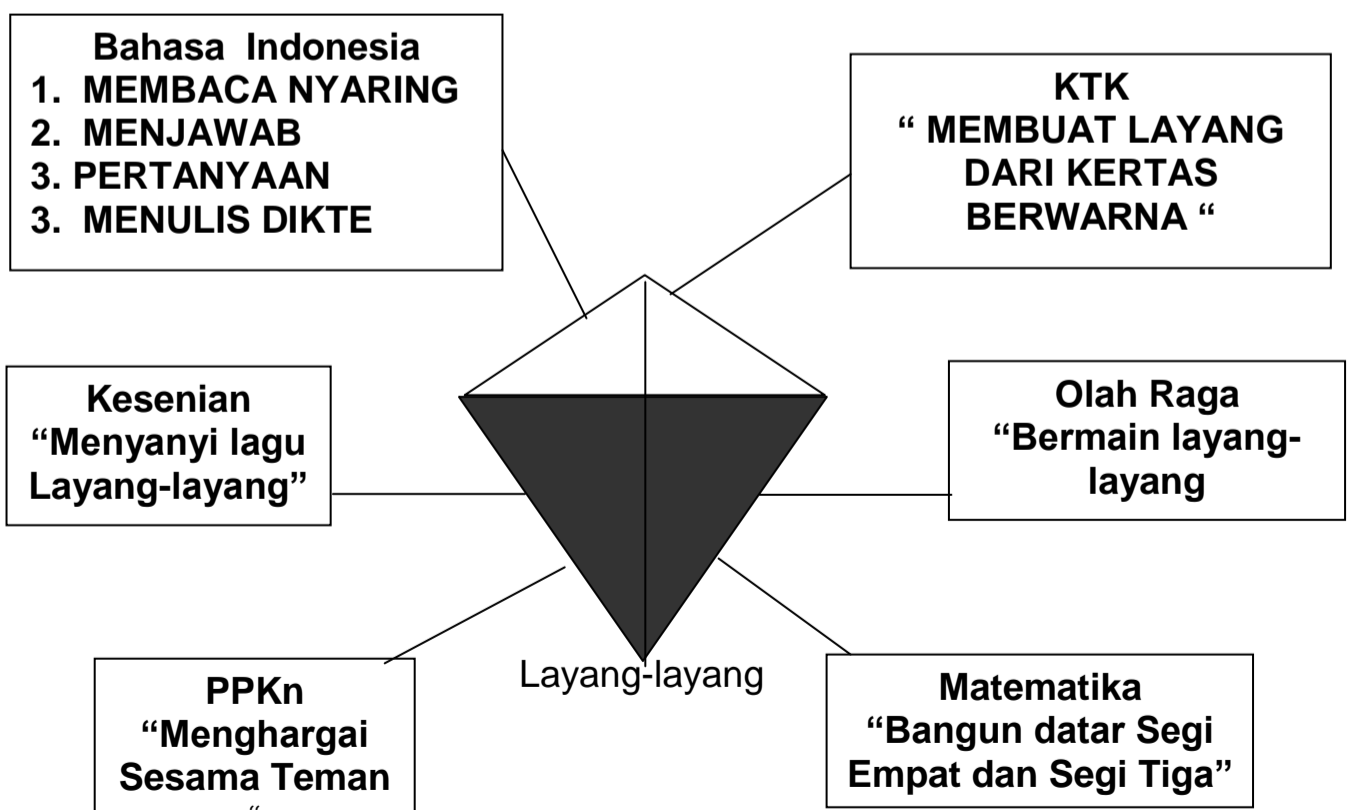 Bahasa Indonesia
1. MEMBACA NYARING
2. MENJAWAB
3. PERTANYAAN
3. MENULIS DIKTE
KTK
“ MEMBUAT LAYANG
DARI KERTAS
BERWARNA “
Kesenian
“Menyanyi lagu
Layang-layang”
Olah Raga
“Bermain layang-
layang
PPKn
“Menghargai
Sesama Teman
“
Layang-layang
Matematika
“Bangun datar Segi
Empat dan Segi Tiga”